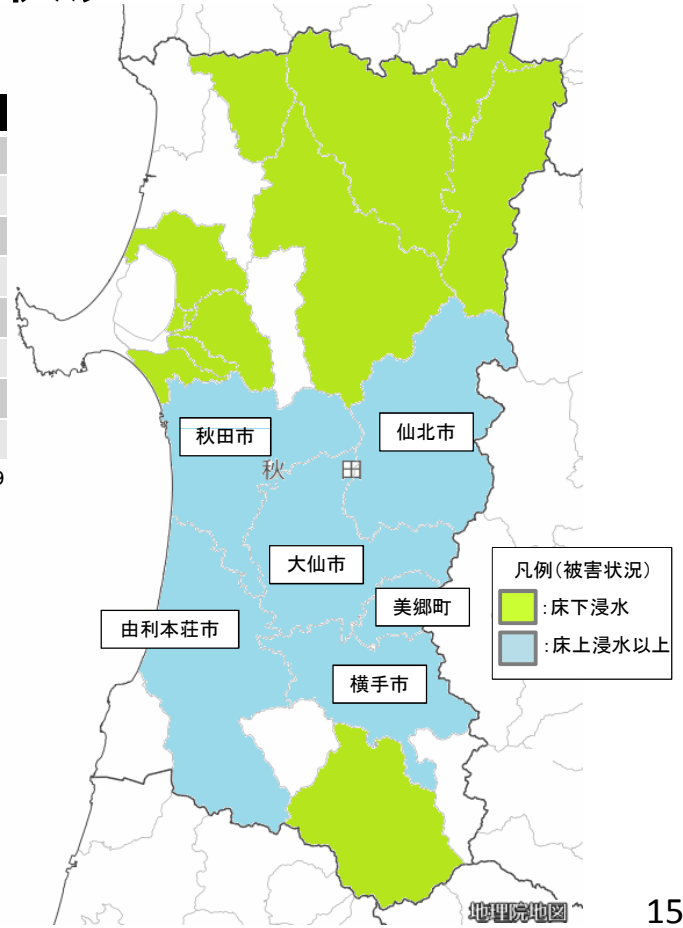 秋田市
仙北市
秋 田
大仙市
美郷町
由利本荘市
横手市
凡例(被害状況)
:床下浸水
:床上浸水以上
地理院地図
15